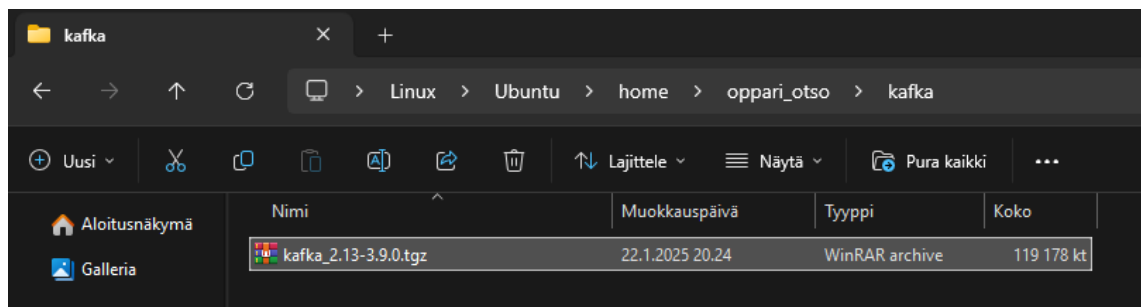 kafka
Linux > Ubuntu > home > oppari_otso > kafka
Uusi Lajittele Näytä Pura kaikki
Aloitusnäkymä
Galleria
Nimi Muokkauspäivä Tyyppi Koko
kafka_2.13-3.9.0.tgz 22.1.2025 20.24 WinRAR archive 119 178 kt